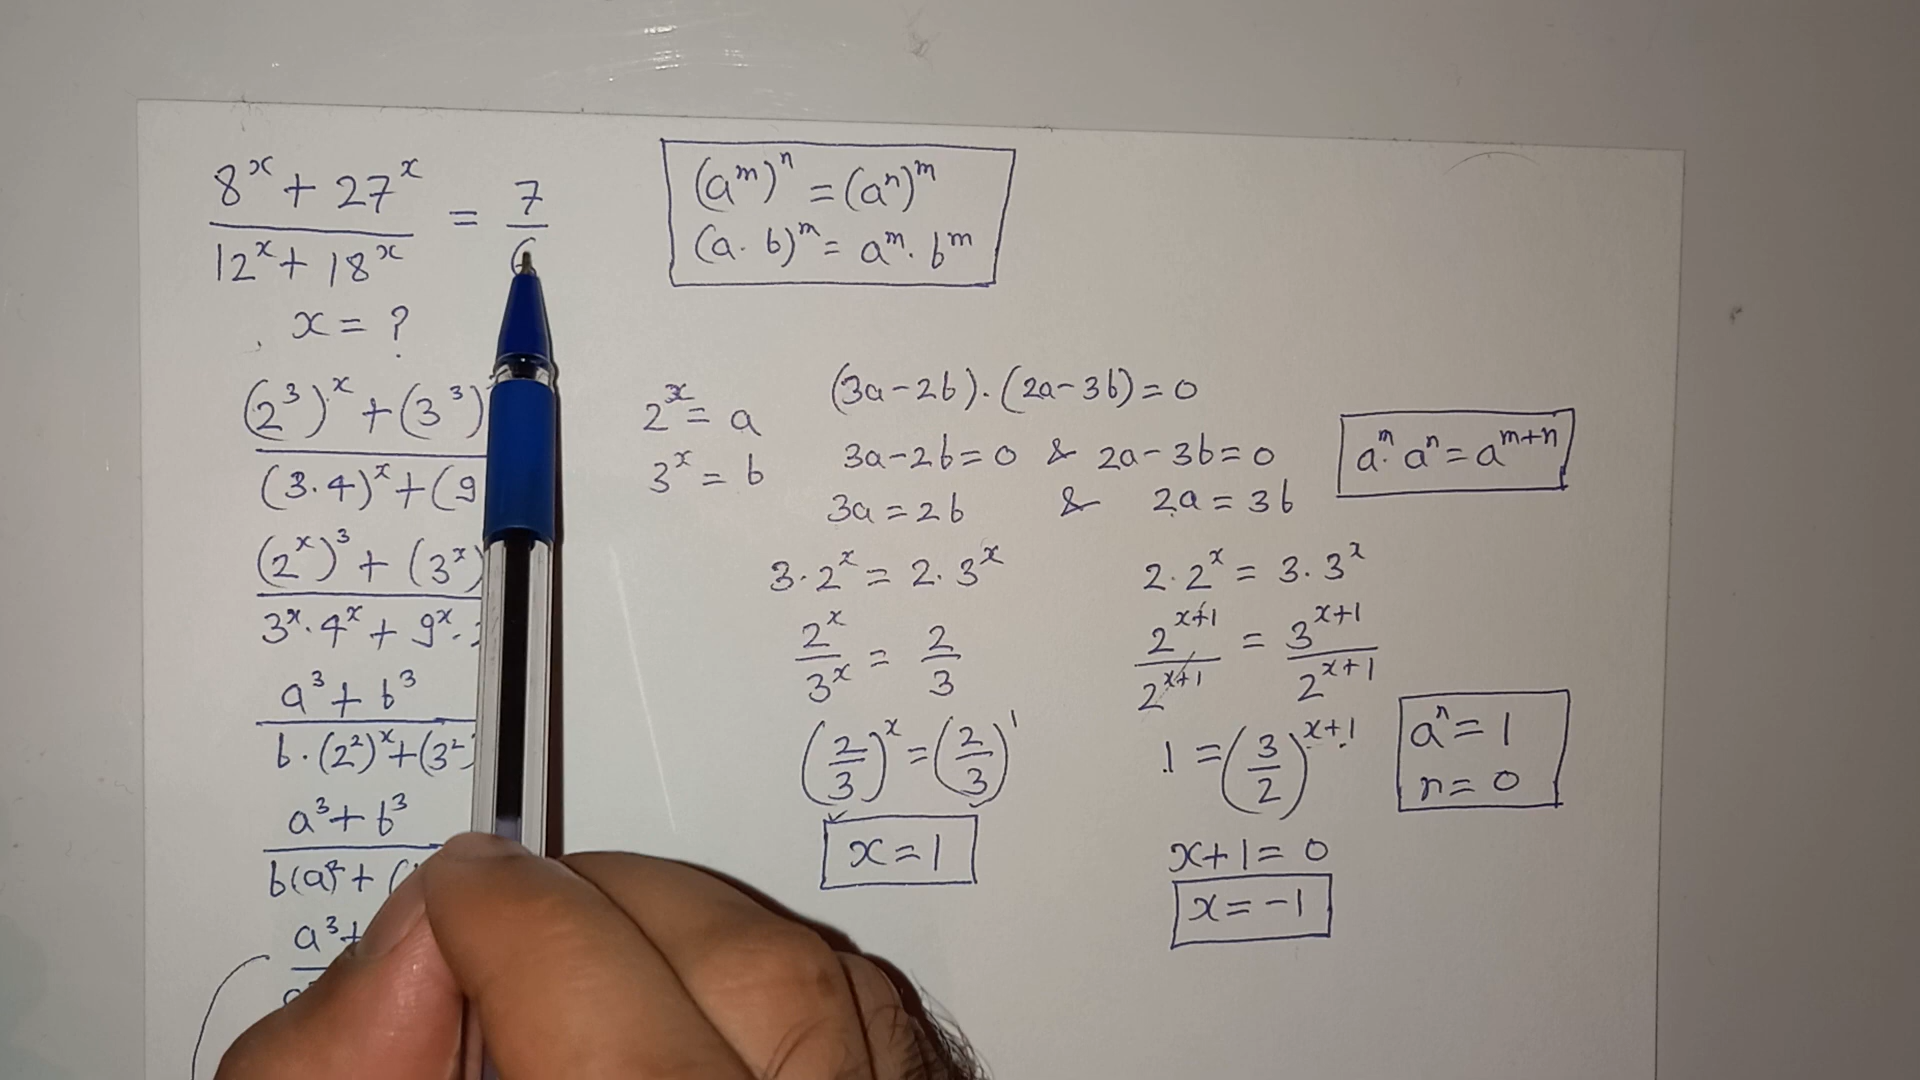 8^x + 27^x / 12^x + 18^x = 7 / 6
x = ?
(2^3)^x + (3^3) / (3.4)^x + (9
(2^x)^3 + (3^x) / 3^x . 4^x + 9^x .
a^3 + b^3 / b . (2^2)^x + (3^2)
a^3 + b^3 / b(a)^2 + (
a^3 +
(a^m)^n = (a^n)^m
(a . b)^m = a^m . b^m
2^x = a
3^x = b
(3a - 2b) . (2a - 3b) = 0
3a - 2b = 0 & 2a - 3b = 0
3a = 2b & 2a = 3b
3 . 2^x = 2 . 3^x
2^x / 3^x = 2 / 3
(2/3)^x = (2/3)^1
x = 1
2 . 2^x = 3 . 3^x
2^x+1 / 2^x+1 = 3^x+1 / 2^x+1
1 = (3/2)^x+1
x + 1 = 0
x = -1
a^m . a^n = a^m+n
a^n = 1
n = 0